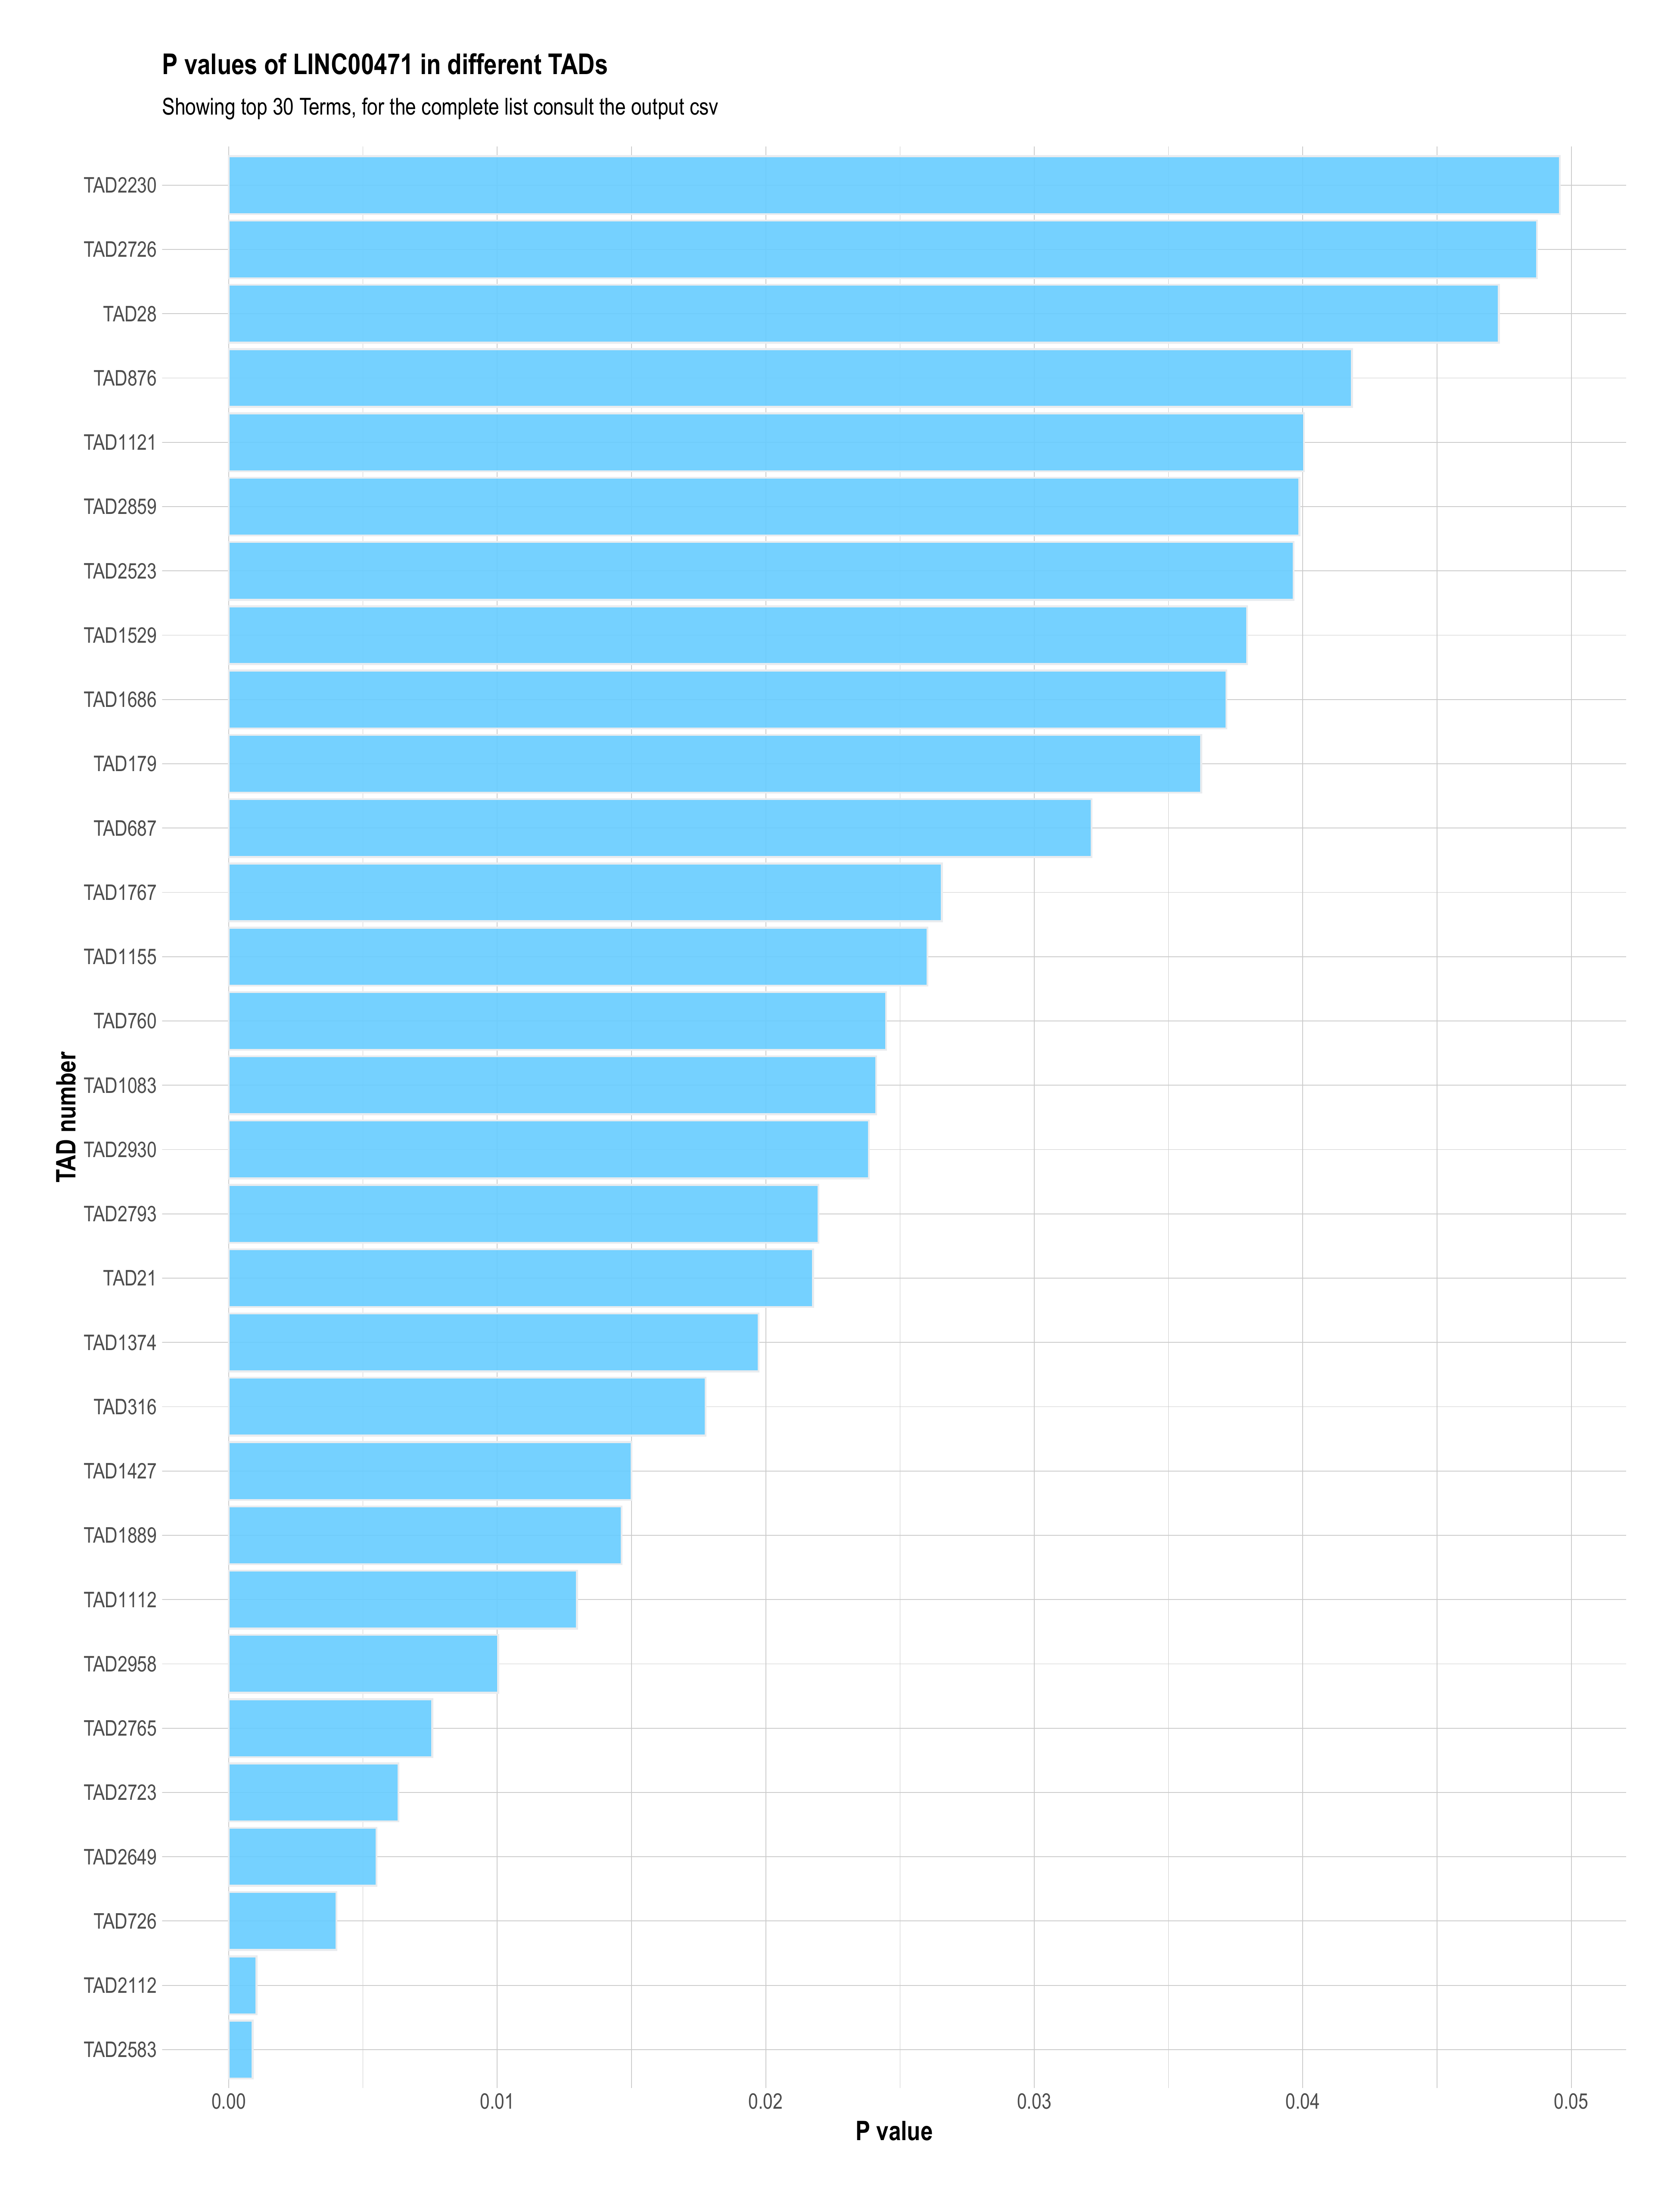 P values of LINC00471 in different TADs
Showing top 30 Terms, for the complete list consult the output csv
TAD number
TAD2230
TAD2726
TAD28
TAD876
TAD1121
TAD2859
TAD2523
TAD1529
TAD1686
TAD179
TAD687
TAD1767
TAD1155
TAD760
TAD1083
TAD2930
TAD2793
TAD21
TAD1374
TAD316
TAD1427
TAD1889
TAD1112
TAD2958
TAD2765
TAD2723
TAD2649
TAD726
TAD2112
TAD2583
0.00 0.01 0.02 0.03 0.04 0.05
P value